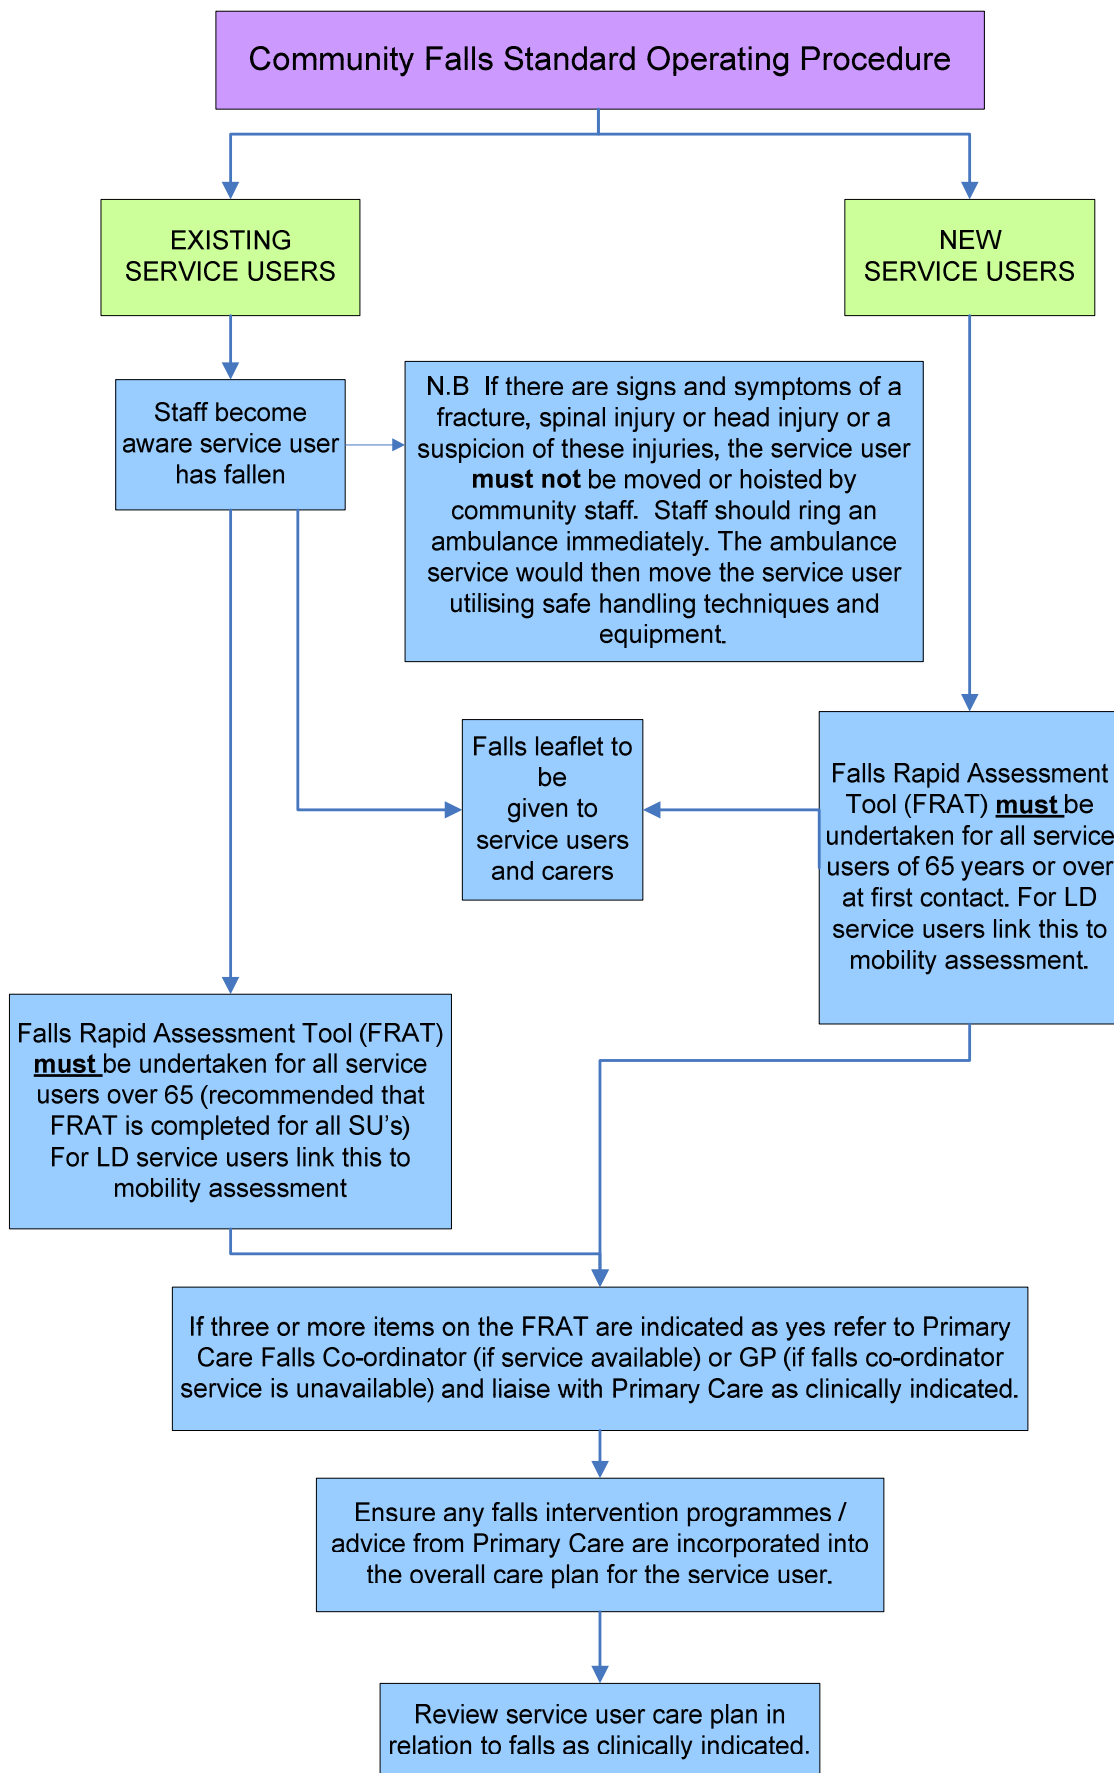 Community Falls Standard Operating Procedure
EXISTING
SERVICE USERS
NEW
SERVICE USERS
Staff become
aware service user
has fallen
N.B  If there are signs and symptoms of a
fracture, spinal injury or head injury or a
suspicion of these injuries, the service user
must not be moved or hoisted by
community staff.  Staff should ring an
ambulance immediately. The ambulance
service would then move the service user
utilising safe handling techniques and
equipment.
Falls leaflet to
be
given to
service users
and carers
Falls Rapid Assessment
Tool (FRAT) must be
undertaken for all service
users of 65 years or over
at first contact. For LD
service users link this to
mobility assessment.
Falls Rapid Assessment Tool (FRAT)
must be undertaken for all service
users over 65 (recommended that
FRAT is completed for all SU's)
For LD service users link this to
mobility assessment
If three or more items on the FRAT are indicated as yes refer to Primary
Care Falls Co-ordinator (if service available) or GP (if falls co-ordinator
service is unavailable) and liaise with Primary Care as clinically indicated.
Ensure any falls intervention programmes /
advice from Primary Care are incorporated into
the overall care plan for the service user.
Review service user care plan in
relation to falls as clinically indicated.